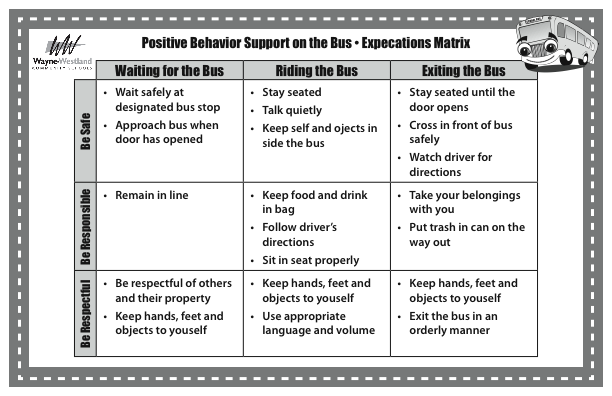 Positive Behavior Support on the Bus • Expecations Matrix
Wayne-Westland
COMMUNITY SCHOOLS
Waiting for the Bus
Riding the Bus
Exiting the Bus
Be Safe
• Wait safely at
designated bus stop
• Approach bus when
door has opened
• Stay seated
• Talk quietly
• Keep self and ojects in
side the bus
• Stay seated until the
door opens
• Cross in front of bus
safely
• Watch driver for
directions
Be Responsible
• Remain in line
• Keep food and drink
in bag
• Follow driver's
directions
• Sit in seat properly
• Take your belongings
with you
• Put trash in can on the
way out
Be Respectful
• Be respectful of others
and their property
• Keep hands, feet and
objects to youself
• Keep hands, feet and
objects to youself
• Use appropriate
language and volume
• Keep hands, feet and
objects to youself
• Exit the bus in an
orderly manner